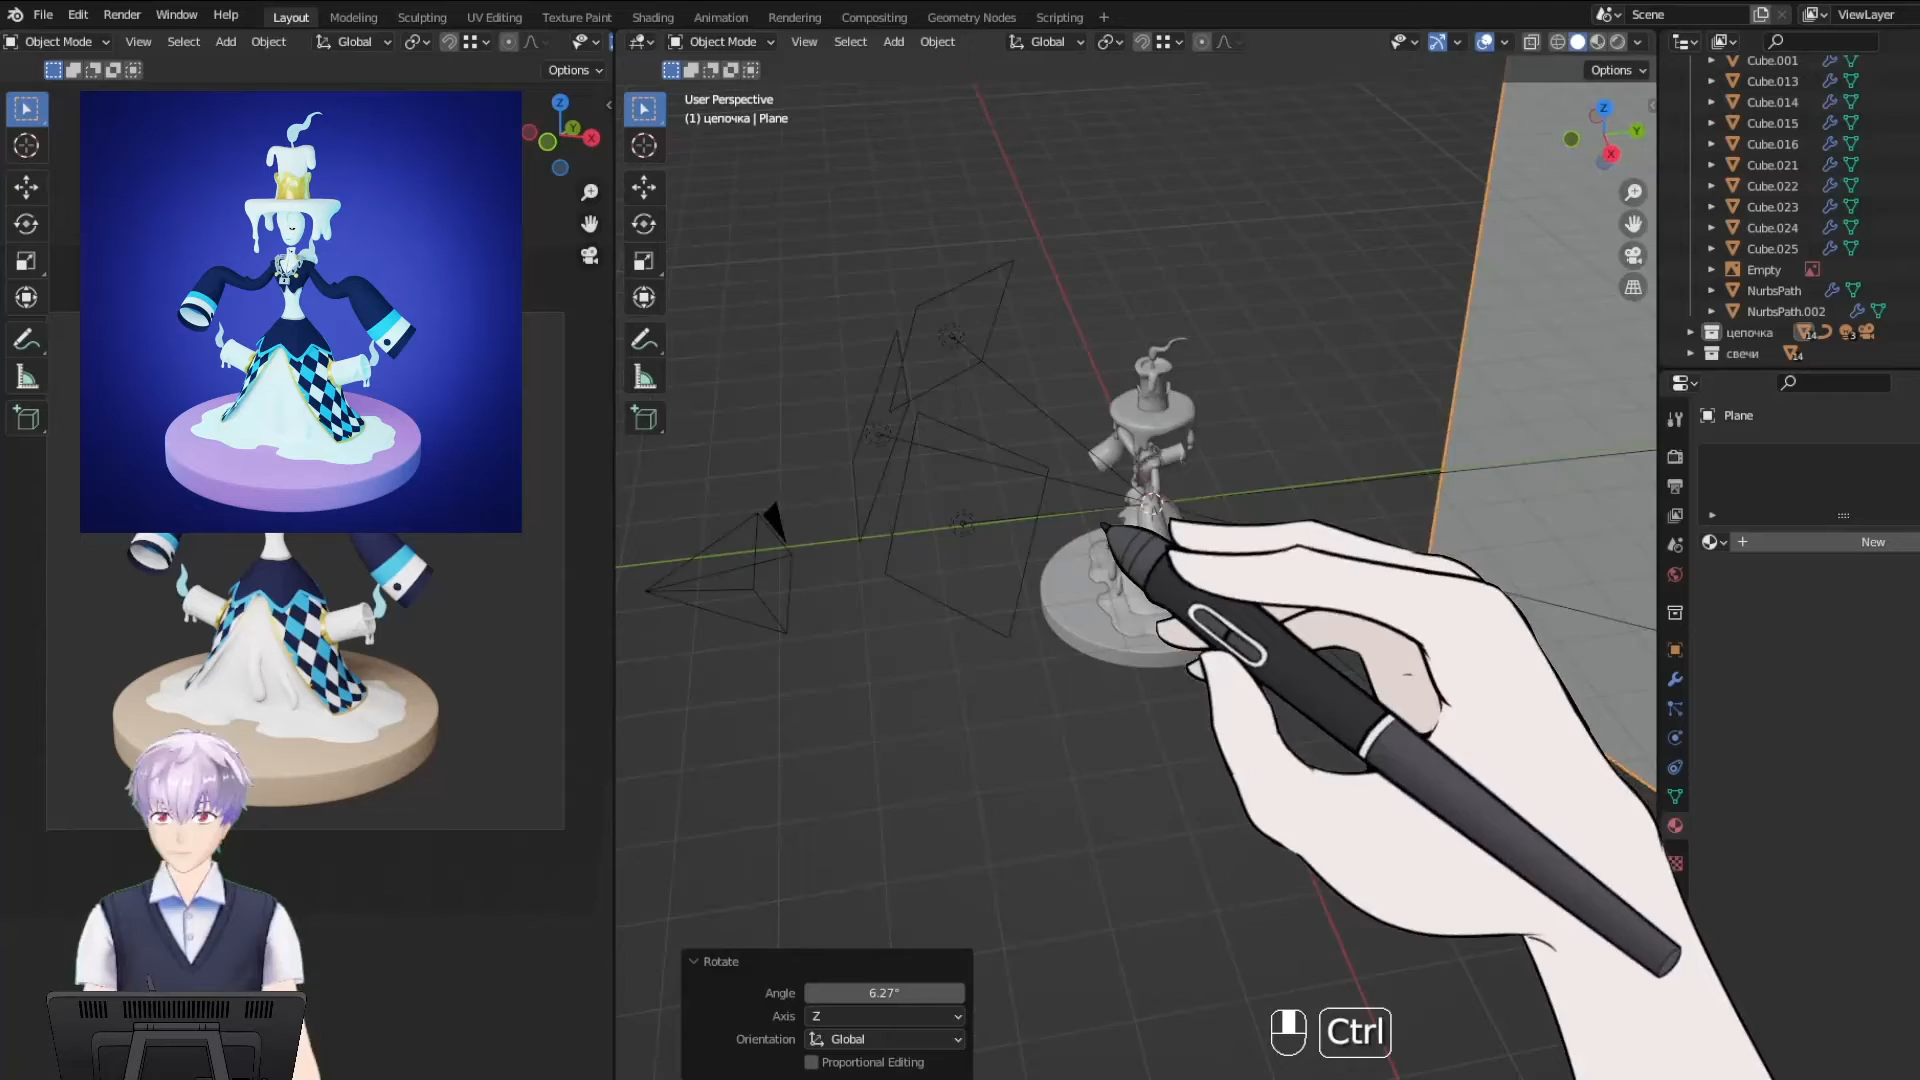 File Edit Render Window Help Layout Modeling Sculpting UV Editing Texture Paint Shading Animation Rendering Compositing Geometry Nodes Scripting + Scene ViewLayer
Object Mode View Select Add Object Global
Object Mode View Select Add Object Global
Options
Options
User Perspective
(1) цепочка | Plane
Z
Y
X
Z
Y
X
Cube.001
Cube.013
Cube.014
Cube.015
Cube.016
Cube.021
Cube.022
Cube.023
Cube.024
Cube.025
Empty
NurbsPath
NurbsPath.002
цепочка 14 3
свечи 14
Plane
New
Rotate
Angle 6.27°
Axis Z
Orientation Global
Proportional Editing
Ctrl